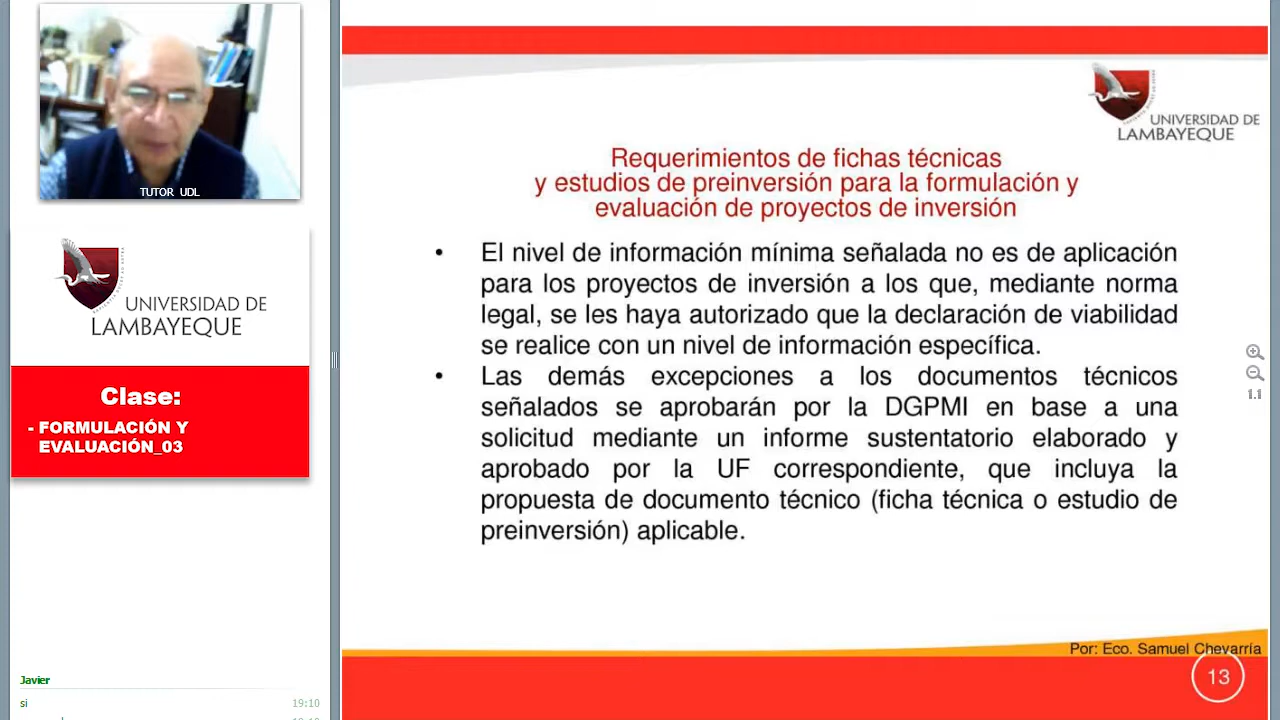 TUTOR UDL
UNIVERSIDAD DE
LAMBAYEQUE
Clase:
- FORMULACIÓN Y
EVALUACIÓN_03
Javier
si
19:10
UNIVERSIDAD DE
LAMBAYEQUE
Requerimientos de fichas técnicas
y estudios de preinversión para la formulación y
evaluación de proyectos de inversión
• El nivel de información mínima señalada no es de aplicación
para los proyectos de inversión a los que, mediante norma
legal, se les haya autorizado que la declaración de viabilidad
se realice con un nivel de información específica.
• Las demás excepciones a los documentos técnicos
señalados se aprobarán por la DGPMI en base a una
solicitud mediante un informe sustentatorio elaborado y
aprobado por la UF correspondiente, que incluya la
propuesta de documento técnico (ficha técnica o estudio de
preinversión) aplicable.
1:1
Por: Eco. Samuel Chevarría
13